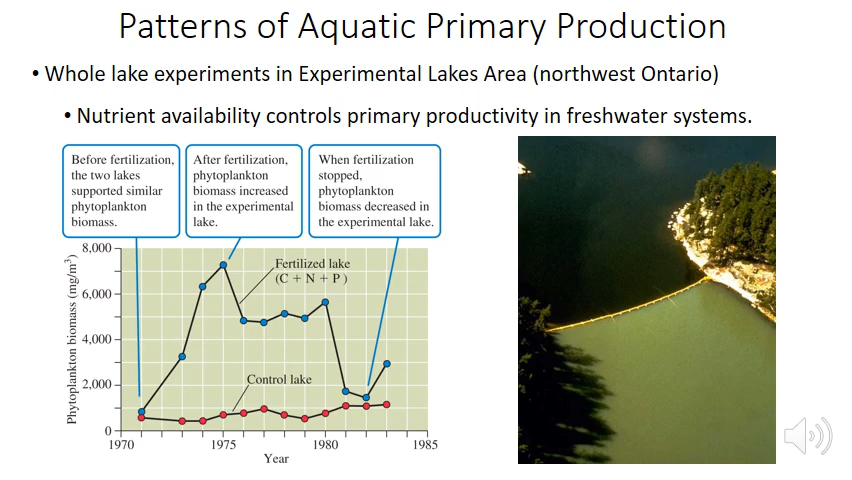 Patterns of Aquatic Primary Production
• Whole lake experiments in Experimental Lakes Area (northwest Ontario)
• Nutrient availability controls primary productivity in freshwater systems.
Before fertilization,
the two lakes
supported similar
phytoplankton
biomass.
After fertilization,
phytoplankton
biomass increased
in the experimental
lake.
When fertilization
stopped,
phytoplankton
biomass decreased in
the experimental lake.
Phytoplankton biomass (mg/m³)
8,000
6,000
4,000
2,000
0
Fertilized lake
(C + N + P )
Control lake
1970
1975
1980
1985
Year